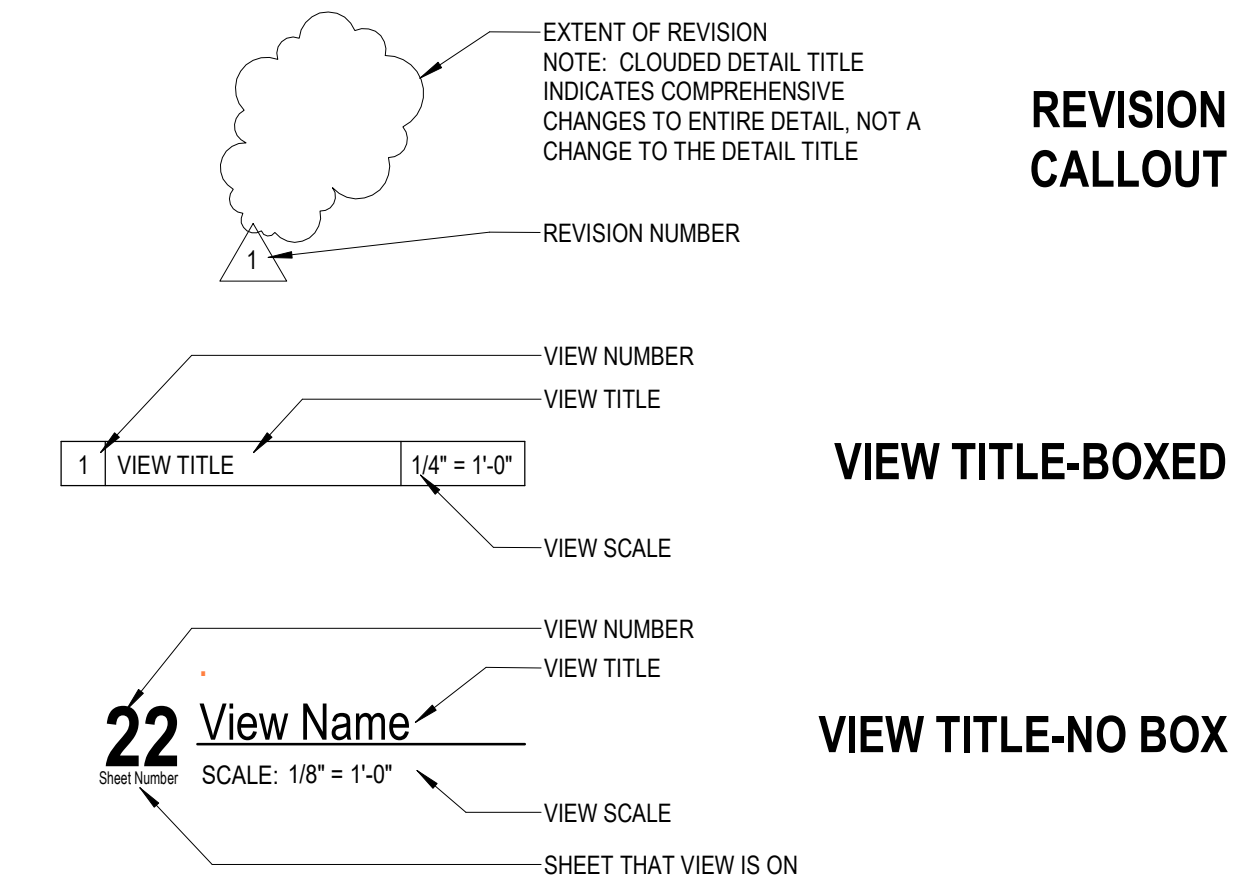 EXTENT OF REVISION
NOTE: CLOUDED DETAIL TITLE
INDICATES COMPREHENSIVE
CHANGES TO ENTIRE DETAIL, NOT A
CHANGE TO THE DETAIL TITLE
REVISION
CALLOUT
REVISION NUMBER
1
VIEW NUMBER
VIEW TITLE
1 VIEW TITLE 1/4" = 1'-0"
VIEW TITLE-BOXED
VIEW SCALE
VIEW NUMBER
VIEW TITLE
22 View Name
Sheet Number SCALE: 1/8" = 1'-0"
VIEW TITLE-NO BOX
VIEW SCALE
SHEET THAT VIEW IS ON